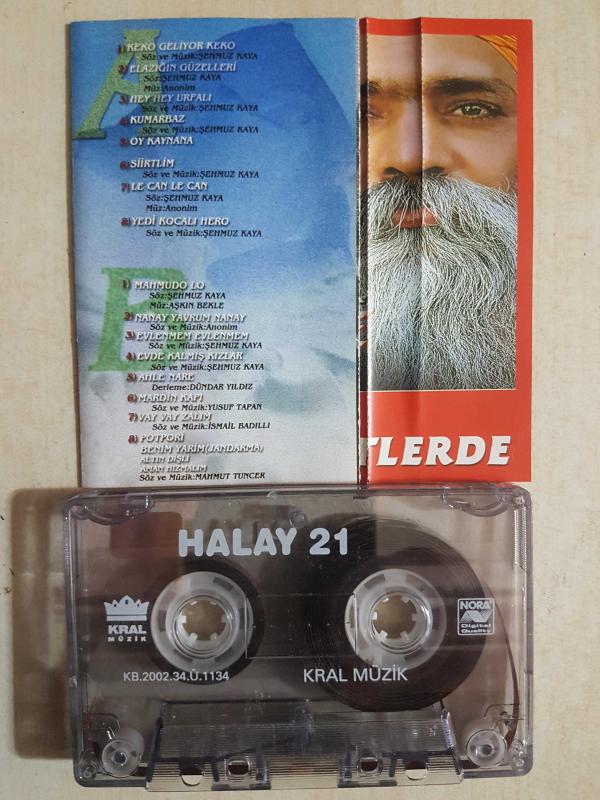 A
1) KEKO GELİYOR KEKO
Söz ve Müzik:ŞEHMUZ KAYA
2) ELAZIĞIN GÜZELLERİ
Söz:ŞEHMUZ KAYA
Müz:Anonim
3) HEY HEY URFALI
Söz ve Müzik:ŞEHMUZ KAYA
4) KUMARBAZ
Söz ve Müzik:ŞEHMUZ KAYA
5) OY KAYNANA
6) SİİRTLİM
Söz ve Müzik:ŞEHMUZ KAYA
7) LE CAN LE CAN
Söz:ŞEHMUZ KAYA
Müz:Anonim
8) YEDİ KOCALI HERO
Söz ve Müzik:ŞEHMUZ KAYA
B
1) MAHMUDO LO
Söz:ŞEHMUZ KAYA
Müz:AŞKIN BEKLE
2) NANAY YAVRUM NANAY
Söz ve Müzik:Anonim
3) EVLENMEM EVLENMEM
Söz ve Müzik:ŞEHMUZ KAYA
4) EVDE KALMIŞ KIZLAR
Söz ve Müzik:ŞEHMUZ KAYA
5) AHLE NARE
Derleme:DÜNDAR YILDIZ
6) MARDİN KAPI
Söz ve Müzik:YUSUF TAPAN
7) VAY VAY ZALIM
Söz ve Müzik:İSMAİL BADILLI
8) POTPORİ
BENİM YARİM(JANDARMA)
ALTIN DİŞLİ
AMAN HIZMALIM
Söz ve Müzik:MAHMUT TUNCER
TLERDE
HALAY 21
KRAL
MÜZİK
NORA
Digital
Quality
KB.2002.34.Ü.1134
KRAL MÜZİK